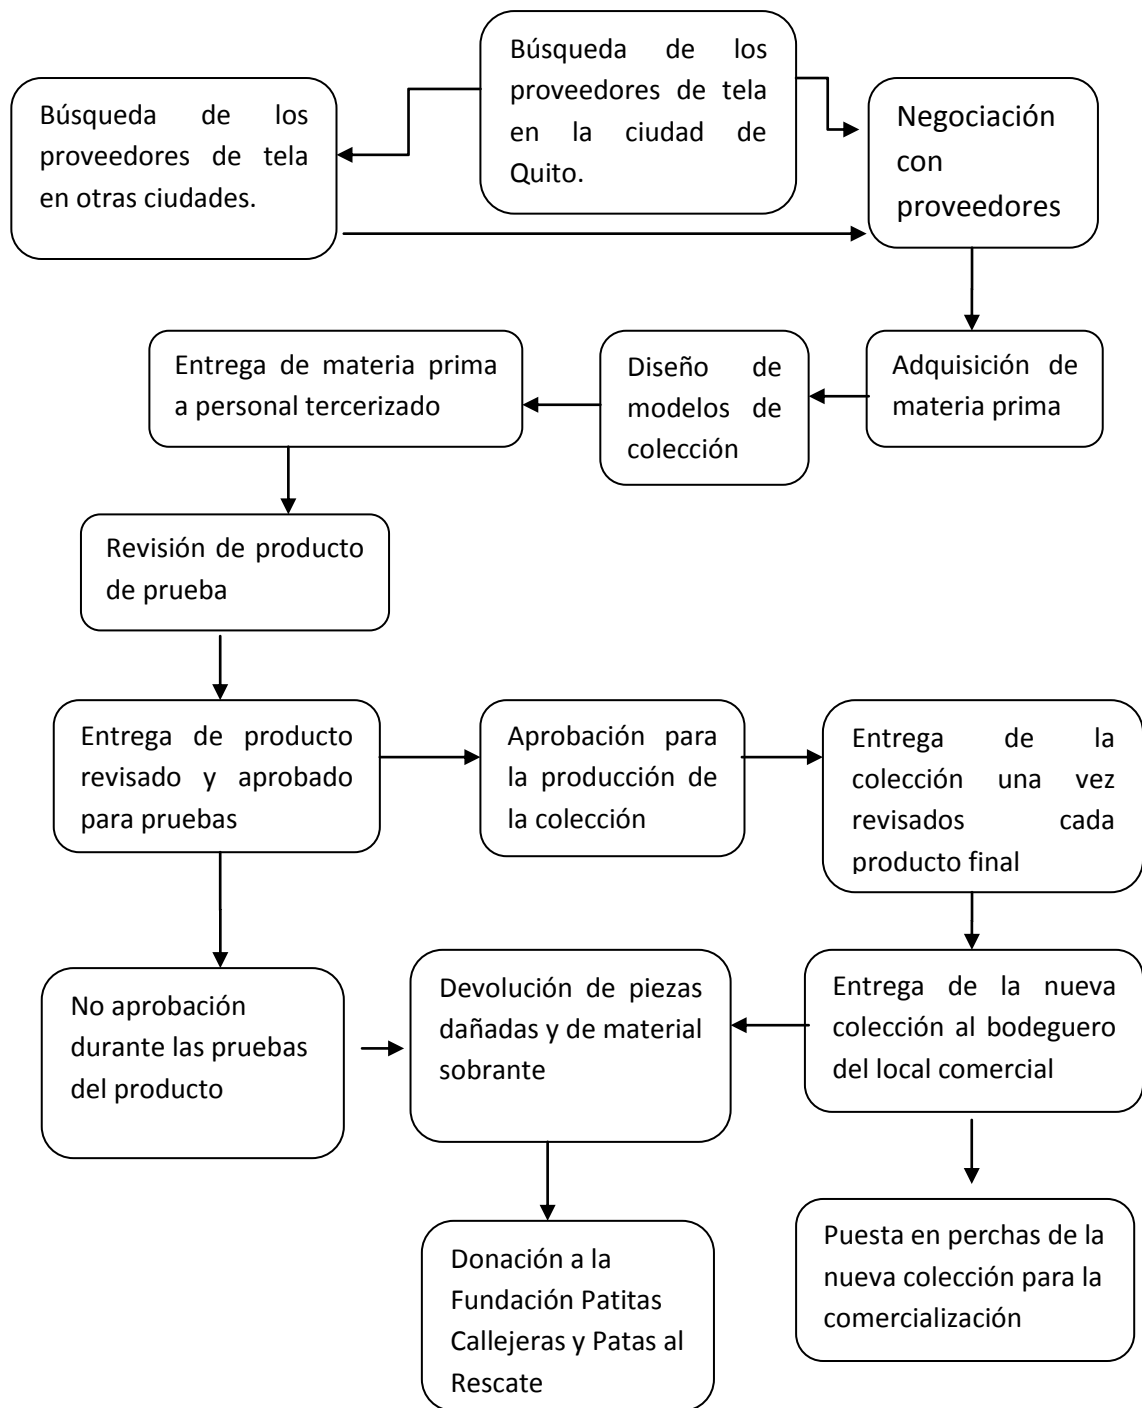 Búsqueda de los
proveedores de tela
en la ciudad de
Quito.
Búsqueda de los
proveedores de tela
en otras ciudades.
Negociación
con
proveedores
Adquisición de
materia prima
Diseño de
modelos de
colección
Entrega de materia prima
a personal tercerizado
Revisión de producto
de prueba
Entrega de producto
revisado y aprobado
para pruebas
Aprobación para
la producción de
la colección
Entrega de la
colección una vez
revisados cada
producto final
No aprobación
durante las pruebas
del producto
Devolución de piezas
dañadas y de material
sobrante
Entrega de la nueva
colección al bodeguero
del local comercial
Donación a la
Fundación Patitas
Callejeras y Patas al
Rescate
Puesta en perchas de la
nueva colección para la
comercialización